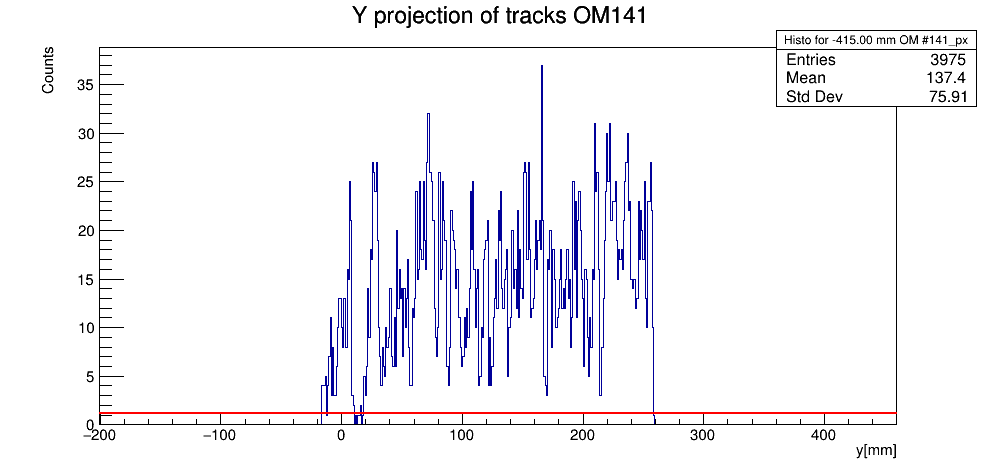 Y projection of tracks OM141
Histo for -415.00 mm OM #141_px
Entries 3975
Mean 137.4
Std Dev 75.91
Counts
35
30
25
20
15
10
5
0
−200 −100 0 100 200 300 400
y[mm]